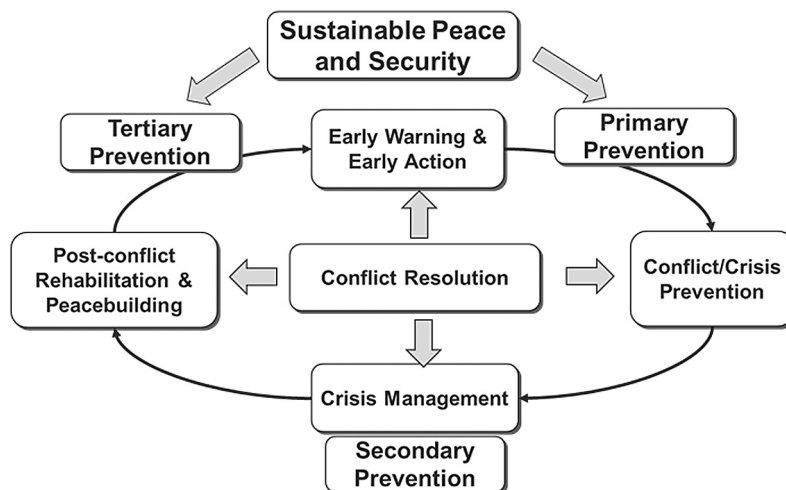 Sustainable Peace
and Security
Tertiary
Prevention
Early Warning &
Early Action
Primary
Prevention
Post-conflict
Rehabilitation &
Peacebuilding
Conflict Resolution
Conflict/Crisis
Prevention
Crisis Management
Secondary
Prevention